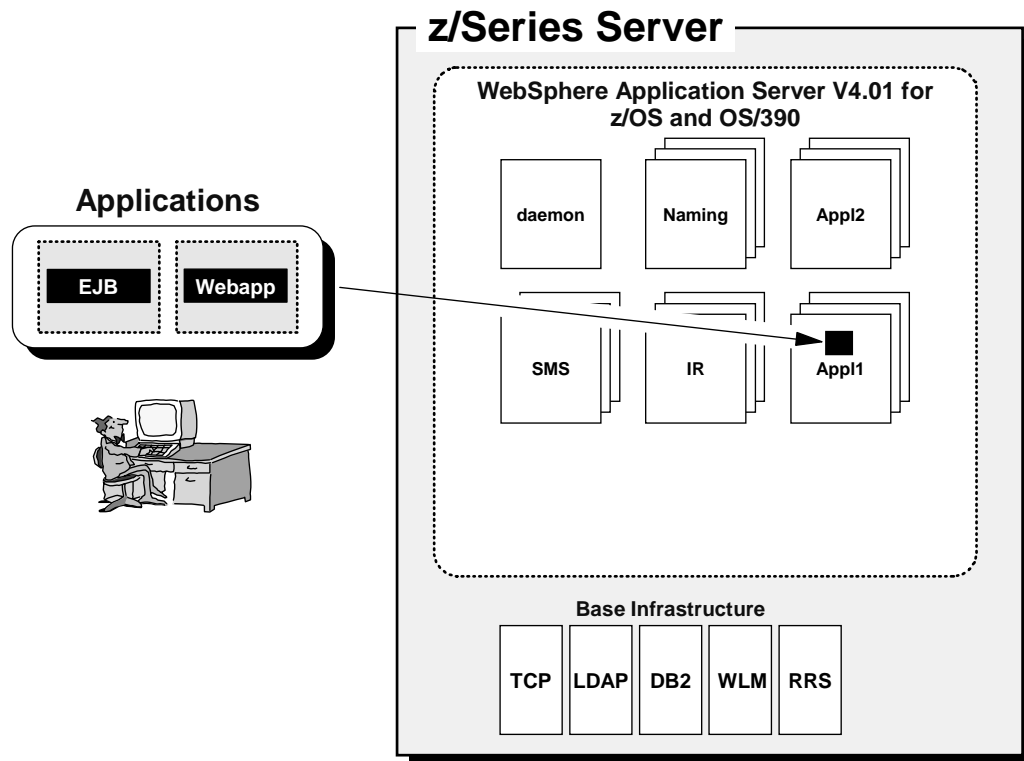 z/Series Server
WebSphere Application Server V4.01 for
z/OS and OS/390
daemon
Naming
Appl2
Applications
EJB
Webapp
SMS
IR
Appl1
Base Infrastructure
TCP
LDAP
DB2
WLM
RRS